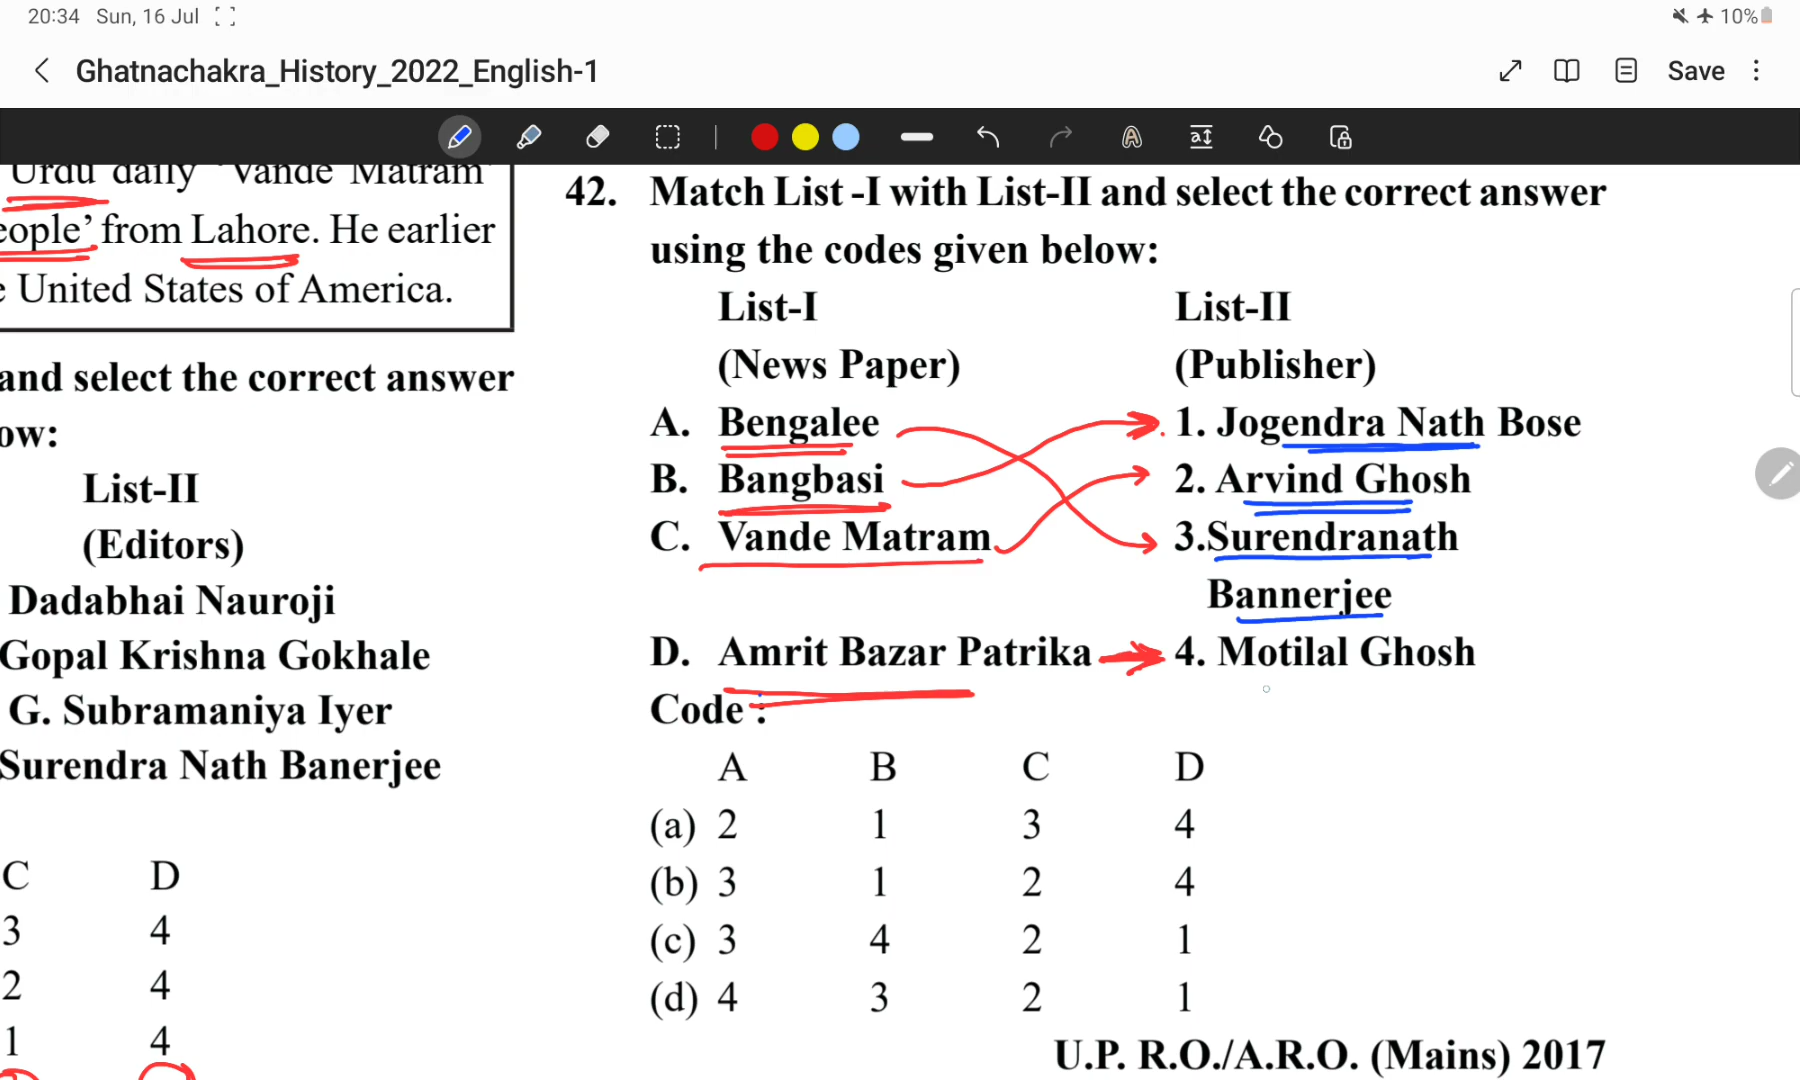 20:34 Sun, 16 Jul
10%
Ghatnachakra_History_2022_English-1
Save
Urdu daily 'Vande Matram'
eople' from Lahore. He earlier
United States of America.
and select the correct answer
ow:
List-II
(Editors)
Dadabhai Nauroji
Gopal Krishna Gokhale
G. Subramaniya Iyer
Surendra Nath Banerjee
C D
3 4
2 4
1 4
42. Match List -I with List-II and select the correct answer
using the codes given below:
List-I List-II
(News Paper) (Publisher)
A. Bengalee 1. Jogendra Nath Bose
B. Bangbasi 2. Arvind Ghosh
C. Vande Matram 3.Surendranath
Bannerjee
D. Amrit Bazar Patrika 4. Motilal Ghosh
Code :
A B C D
(a) 2 1 3 4
(b) 3 1 2 4
(c) 3 4 2 1
(d) 4 3 2 1
U.P. R.O./A.R.O. (Mains) 2017